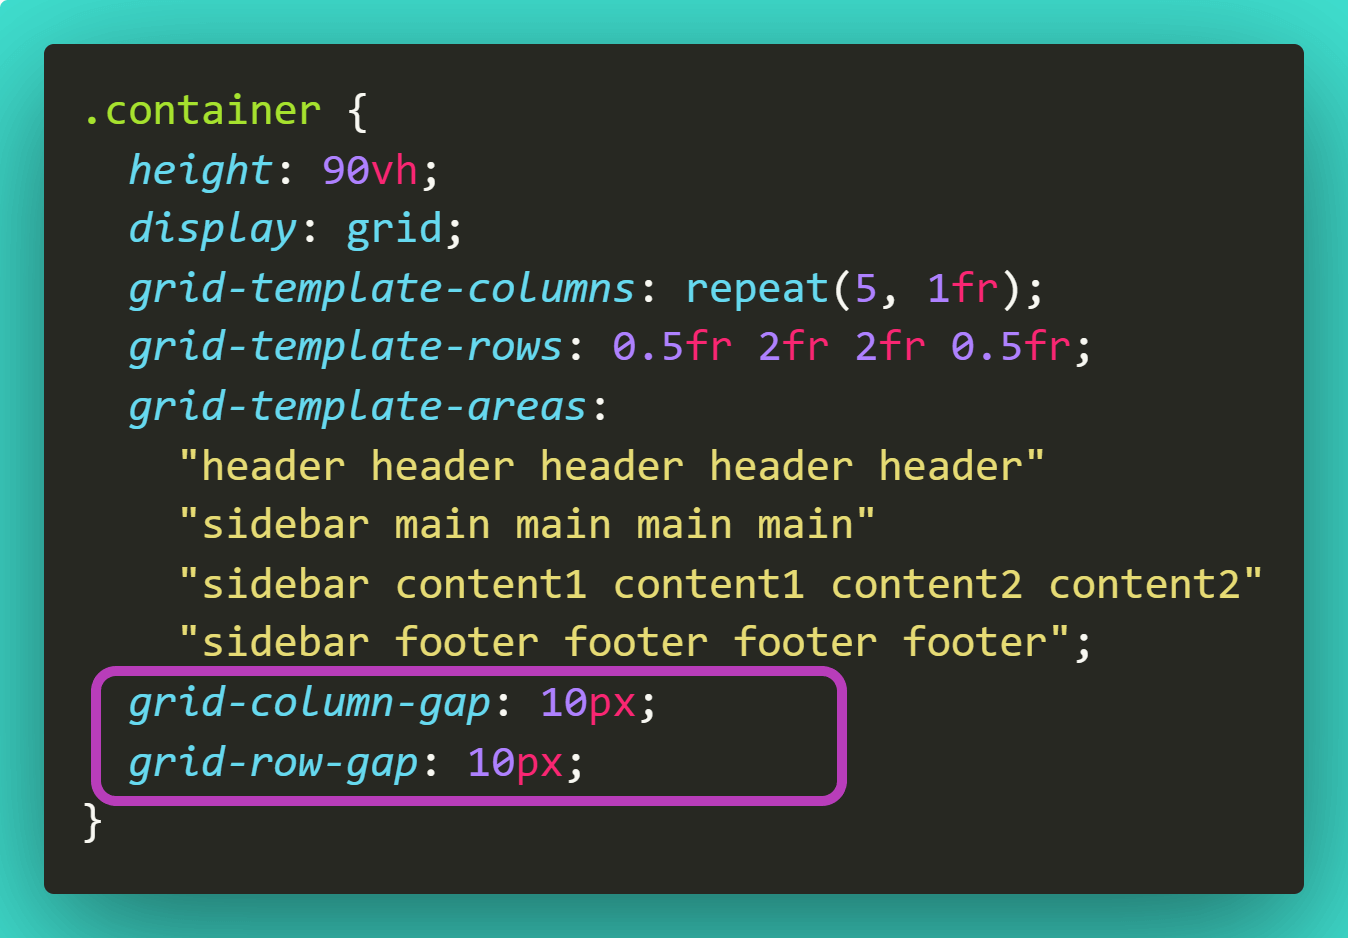 .container {
  height: 90vh;
  display: grid;
  grid-template-columns: repeat(5, 1fr);
  grid-template-rows: 0.5fr 2fr 2fr 0.5fr;
  grid-template-areas:
    "header header header header header"
    "sidebar main main main main"
    "sidebar content1 content1 content2 content2"
    "sidebar footer footer footer footer";
  grid-column-gap: 10px;
  grid-row-gap: 10px;
}